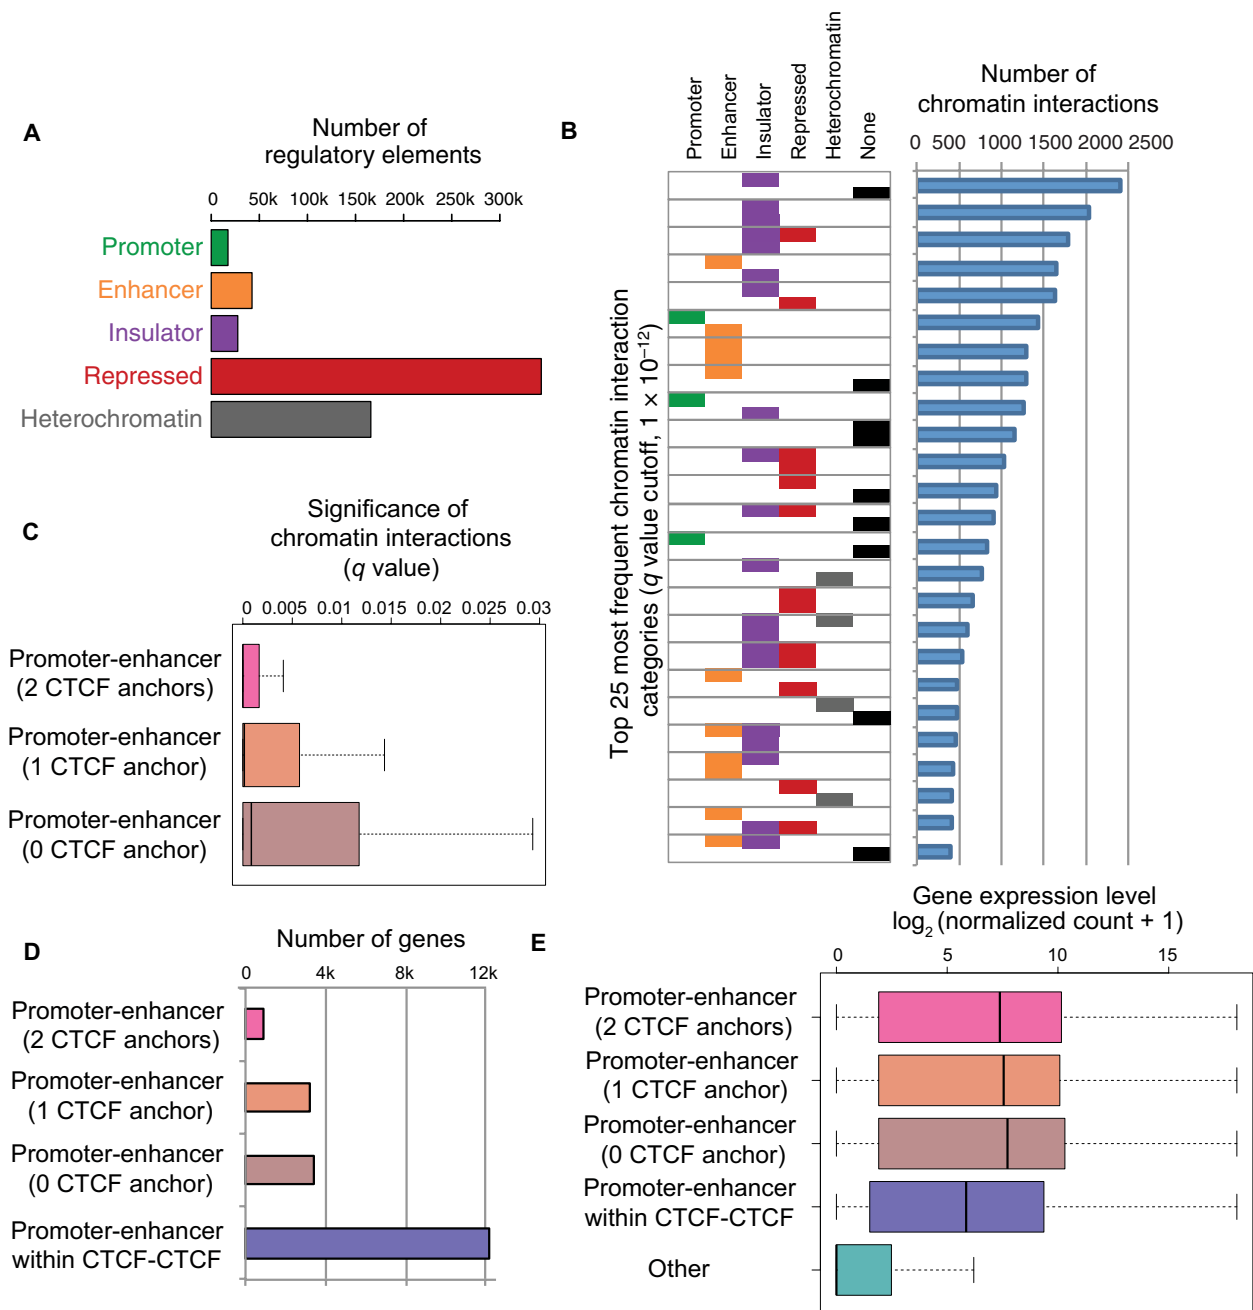 A
Number of
regulatory elements
0 50k 100k 150k 200k 250k 300k
Promoter
Enhancer
Insulator
Repressed
Heterochromatin
B
Promoter
Enhancer
Insulator
Repressed
Heterochromatin
None
Number of
chromatin interactions
0 500 1000 1500 2000 2500
Top 25 most frequent chromatin interaction
categories (q value cutoff, 1 × 10⁻¹²)
C
Significance of
chromatin interactions
(q value)
0 0.005 0.01 0.015 0.02 0.025 0.03
Promoter-enhancer
(2 CTCF anchors)
Promoter-enhancer
(1 CTCF anchor)
Promoter-enhancer
(0 CTCF anchor)
D
Number of genes
0 4k 8k 12k
Promoter-enhancer
(2 CTCF anchors)
Promoter-enhancer
(1 CTCF anchor)
Promoter-enhancer
(0 CTCF anchor)
Promoter-enhancer
within CTCF-CTCF
E
Gene expression level
log₂ (normalized count + 1)
0 5 10 15
Promoter-enhancer
(2 CTCF anchors)
Promoter-enhancer
(1 CTCF anchor)
Promoter-enhancer
(0 CTCF anchor)
Promoter-enhancer
within CTCF-CTCF
Other